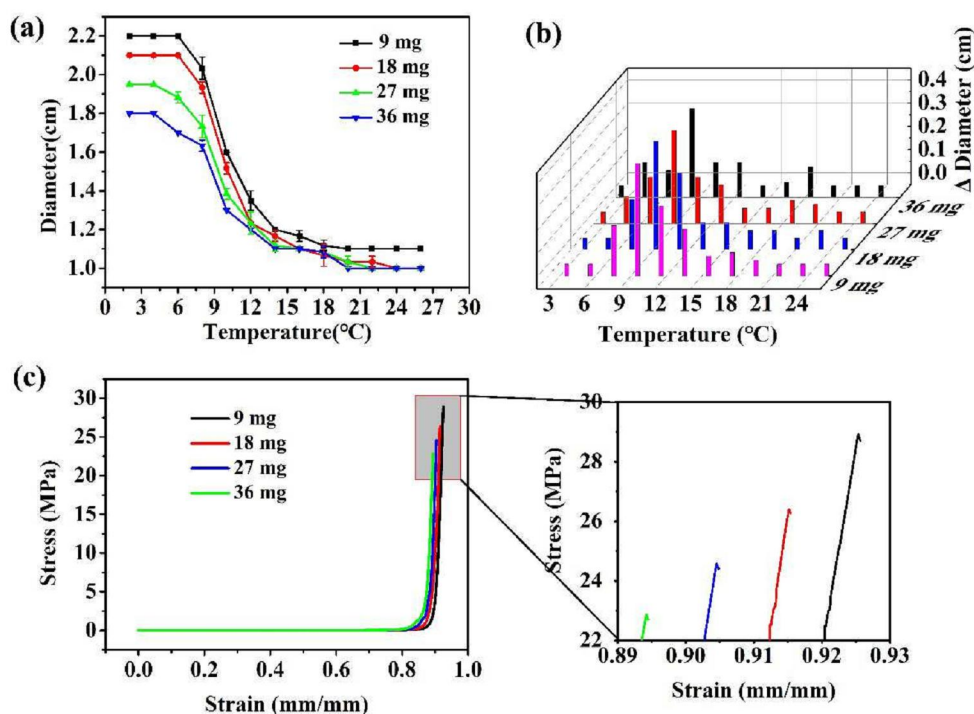 (a)
2.2
2.0
1.8
1.6
1.4
1.2
1.0
Diameter(cm)
9 mg
18 mg
27 mg
36 mg
0 3 6 9 12 15 18 21 24 27 30
Temperature(°C)
(b)
0.4
0.3
0.2
0.1
0.0
Δ Diameter (cm)
36 mg
27 mg
18 mg
9 mg
3 6 9 12 15 18 21 24
Temperature (°C)
(c)
30
25
20
15
10
5
0
Stress (MPa)
9 mg
18 mg
27 mg
36 mg
0.0 0.2 0.4 0.6 0.8 1.0
Strain (mm/mm)
30
28
26
24
22
Stress (MPa)
0.89 0.90 0.91 0.92 0.93
Strain (mm/mm)